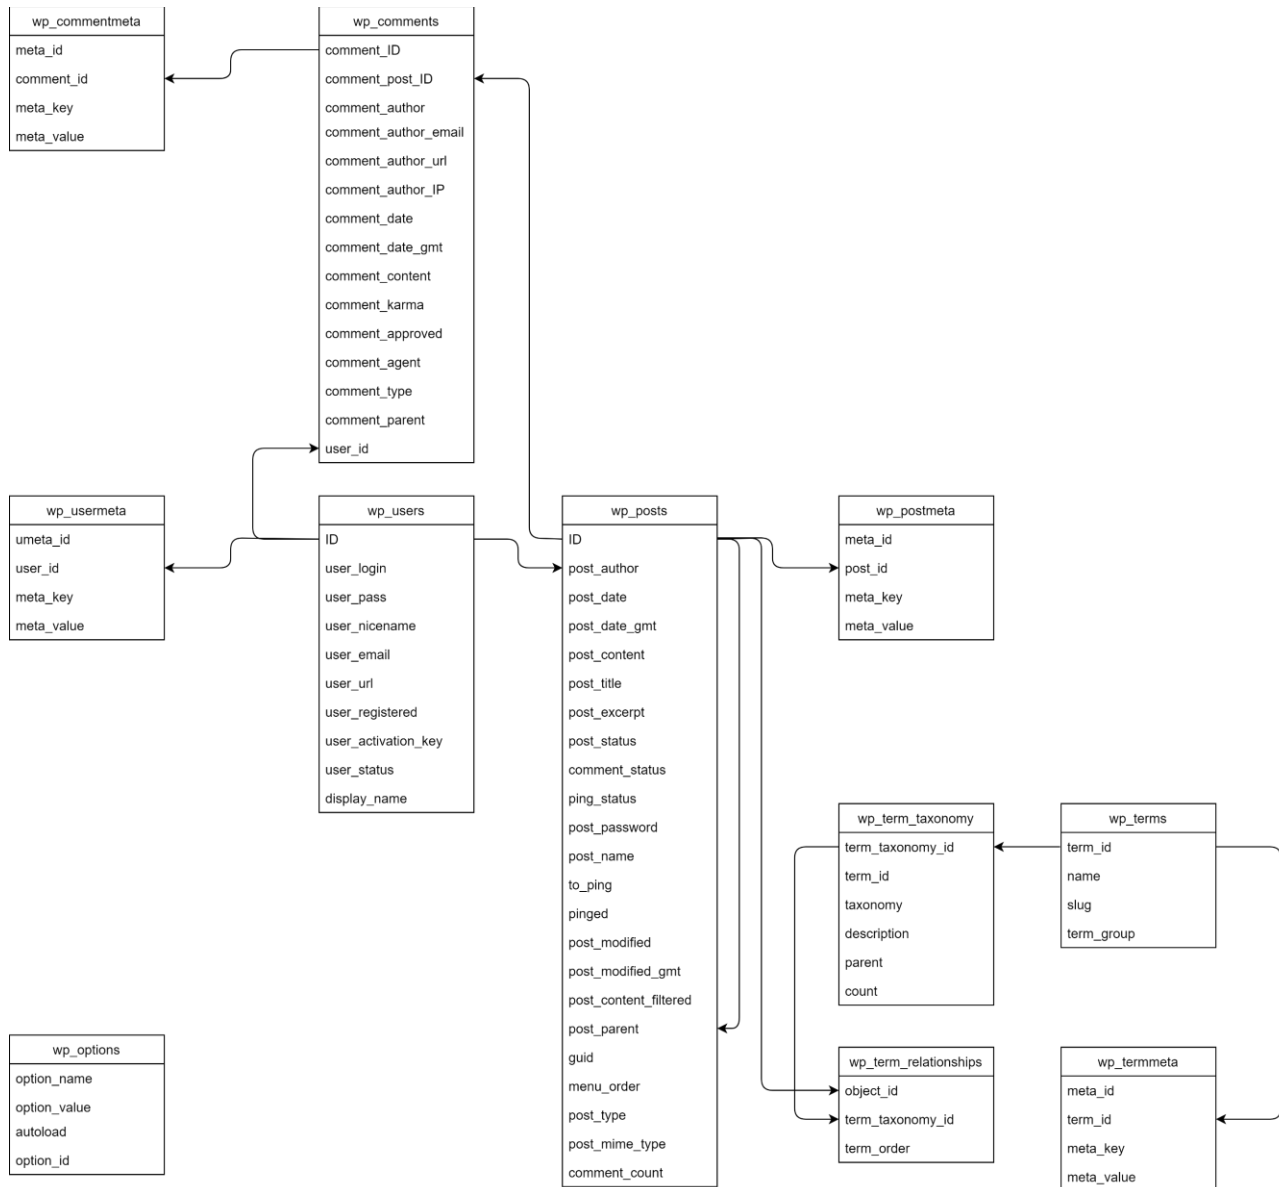 wp_commentmeta
meta_id
comment_id
meta_key
meta_value
wp_comments
comment_ID
comment_post_ID
comment_author
comment_author_email
comment_author_url
comment_author_IP
comment_date
comment_date_gmt
comment_content
comment_karma
comment_approved
comment_agent
comment_type
comment_parent
user_id
wp_usermeta
umeta_id
user_id
meta_key
meta_value
wp_users
ID
user_login
user_pass
user_nicename
user_email
user_url
user_registered
user_activation_key
user_status
display_name
wp_posts
ID
post_author
post_date
post_date_gmt
post_content
post_title
post_excerpt
post_status
comment_status
ping_status
post_password
post_name
to_ping
pinged
post_modified
post_modified_gmt
post_content_filtered
post_parent
guid
menu_order
post_type
post_mime_type
comment_count
wp_postmeta
meta_id
post_id
meta_key
meta_value
wp_term_taxonomy
term_taxonomy_id
term_id
taxonomy
description
parent
count
wp_terms
term_id
name
slug
term_group
wp_options
option_name
option_value
autoload
option_id
wp_term_relationships
object_id
term_taxonomy_id
term_order
wp_termmeta
meta_id
term_id
meta_key
meta_value